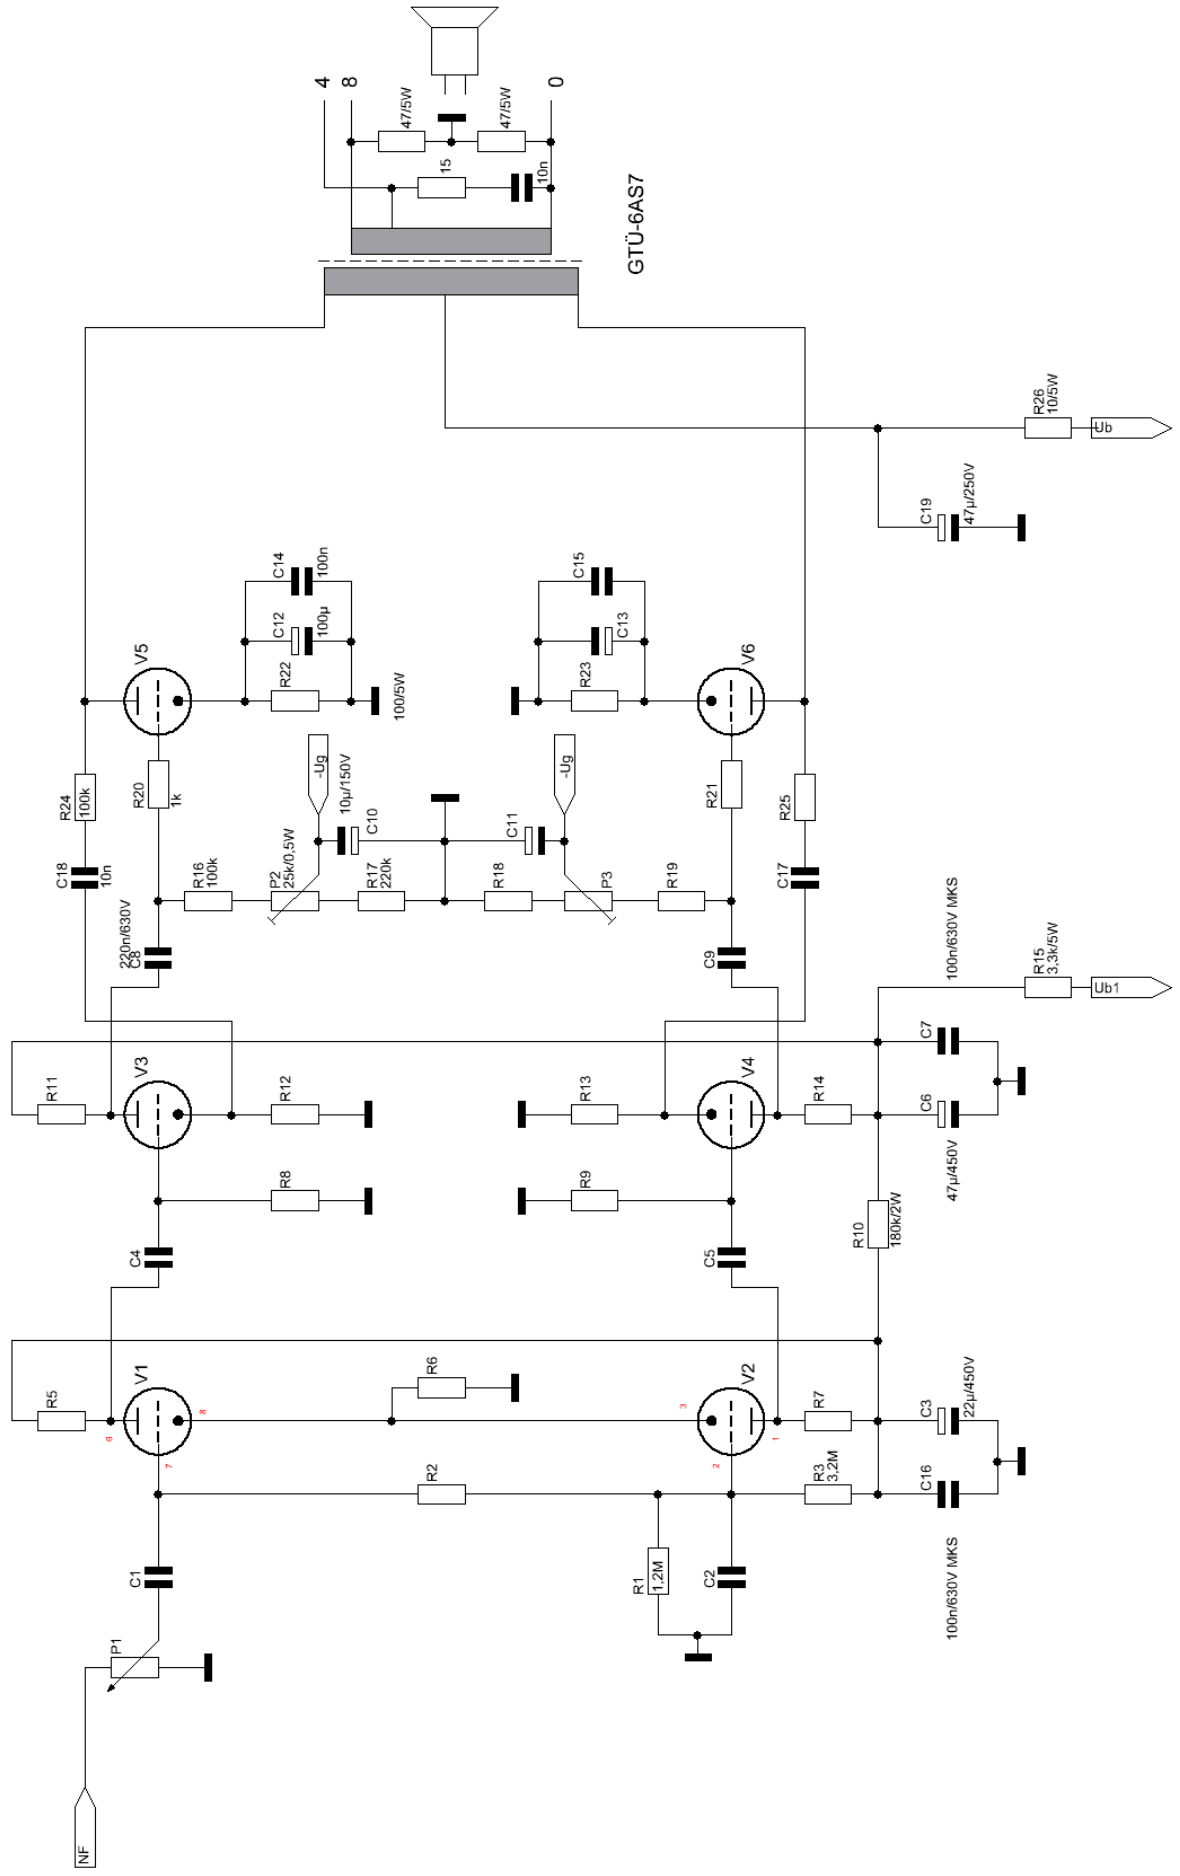 4
8
0
47/5W
47/5W
15
10n
GTÜ-6AS7
R26
10/5W
Ub
C19
47µ/250V
C14
100n
C12
100µ
R22
100/5W
V5
C15
C13
R23
V6
R24
100k
R20
1k
-Ug
10µ/150V
C10
-Ug
C11
R21
R25
C18
10n
R16
100k
P2
25k/0,5W
R17
220k
R18
P3
R19
C17
220n/630V
C8
C9
100n/630V MKS
R15
3,3k/5W
Ub1
R11
V3
R12
R13
V4
R14
C7
C6
47µ/450V
R8
R9
C4
C5
R10
180k/2W
R5
V1
6
7
8
R6
3
2
1
V2
R7
C3
22µ/450V
R2
R3
3,2M
C16
100n/630V MKS
C1
R1
1,2M
C2
P1
NF